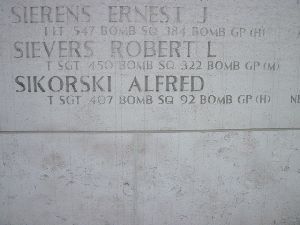 SIERENS ERNEST J
1 LT 547 BOMB SQ 384 BOMB GP (H)
SIEVERS ROBERT L
T SGT 450 BOMB SQ 322 BOMB GP (M)
SIKORSKI ALFRED
T SGT 407 BOMB SQ 92 BOMB GP (H)